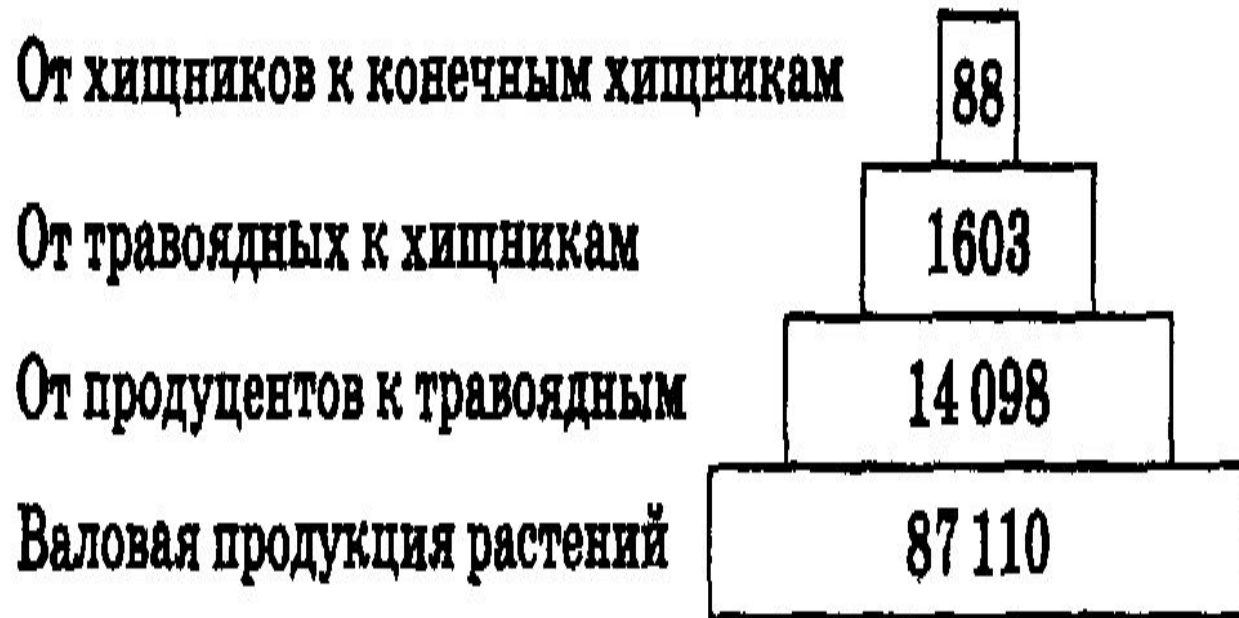 От хищников к конечным хищникам 88
От травоядных к хищникам 1603
От продуцентов к травоядным 14 098
Валовая продукция растений 87 110